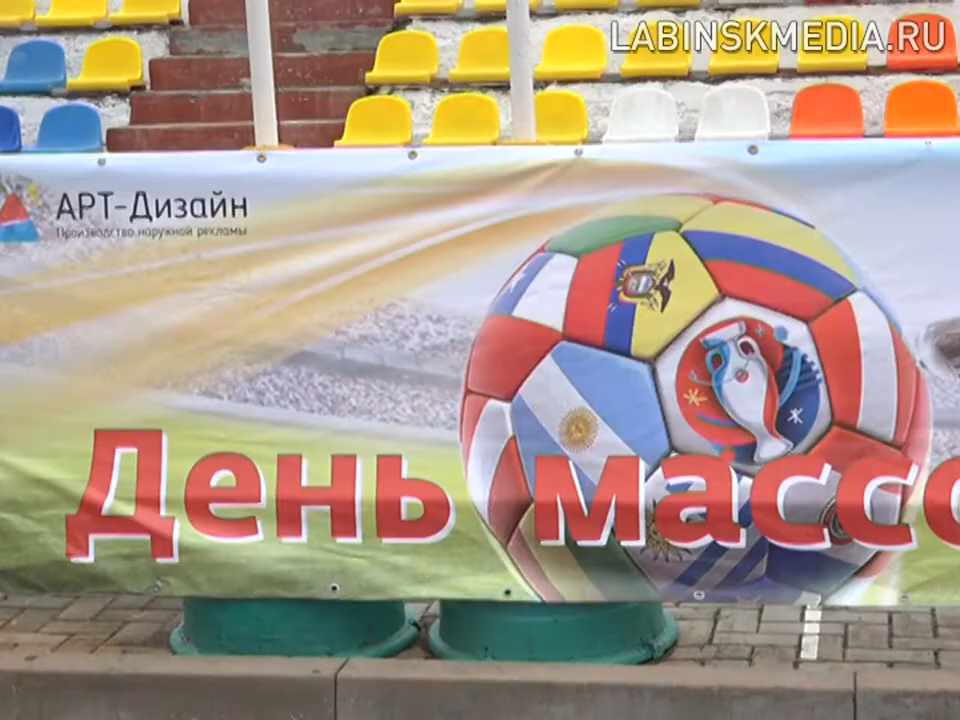 LABINSKMEDIA.RU
АРТ-Дизайн
Производство наружной рекламы
День массо